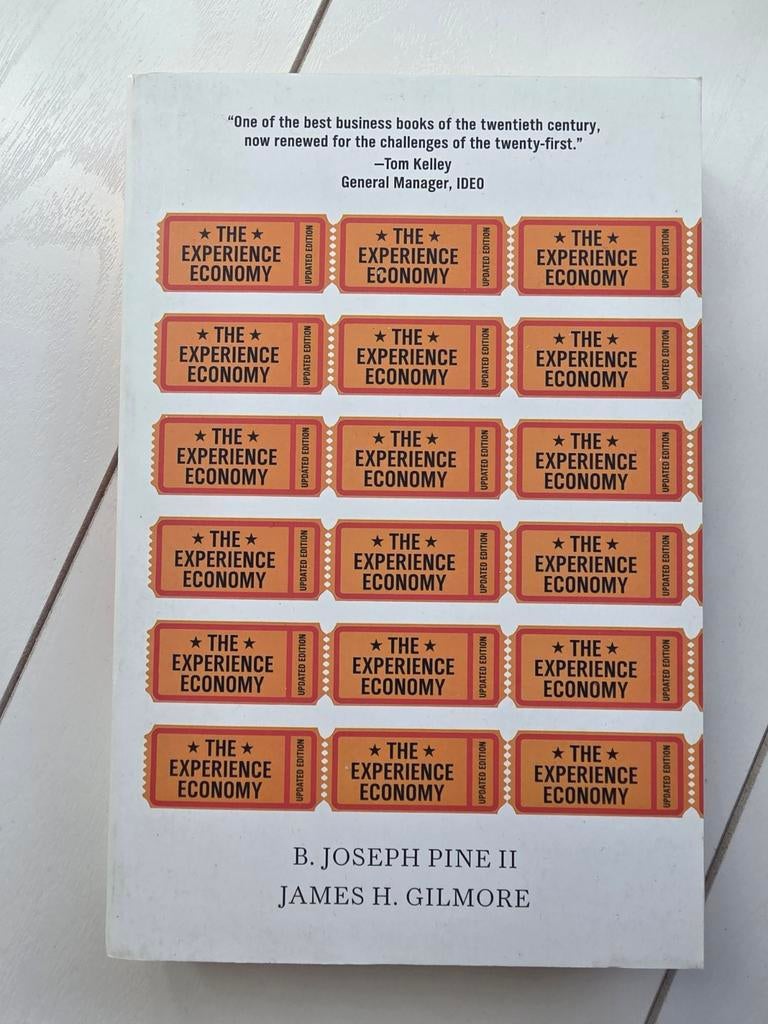 “One of the best business books of the twentieth century,
now renewed for the challenges of the twenty-first.”
—Tom Kelley
General Manager, IDEO
★ THE ★
EXPERIENCE
ECONOMY
UPDATED EDITION
★ THE ★
EXPERIENCE
ECONOMY
UPDATED EDITION
★ THE ★
EXPERIENCE
ECONOMY
UPDATED EDITION
★ THE ★
EXPERIENCE
ECONOMY
UPDATED EDITION
★ THE ★
EXPERIENCE
ECONOMY
UPDATED EDITION
★ THE ★
EXPERIENCE
ECONOMY
UPDATED EDITION
★ THE ★
EXPERIENCE
ECONOMY
UPDATED EDITION
★ THE ★
EXPERIENCE
ECONOMY
UPDATED EDITION
★ THE ★
EXPERIENCE
ECONOMY
UPDATED EDITION
★ THE ★
EXPERIENCE
ECONOMY
UPDATED EDITION
★ THE ★
EXPERIENCE
ECONOMY
UPDATED EDITION
★ THE ★
EXPERIENCE
ECONOMY
UPDATED EDITION
★ THE ★
EXPERIENCE
ECONOMY
UPDATED EDITION
★ THE ★
EXPERIENCE
ECONOMY
UPDATED EDITION
★ THE ★
EXPERIENCE
ECONOMY
UPDATED EDITION
★ THE ★
EXPERIENCE
ECONOMY
UPDATED EDITION
★ THE ★
EXPERIENCE
ECONOMY
UPDATED EDITION
★ THE ★
EXPERIENCE
ECONOMY
UPDATED EDITION
B. JOSEPH PINE II
JAMES H. GILMORE